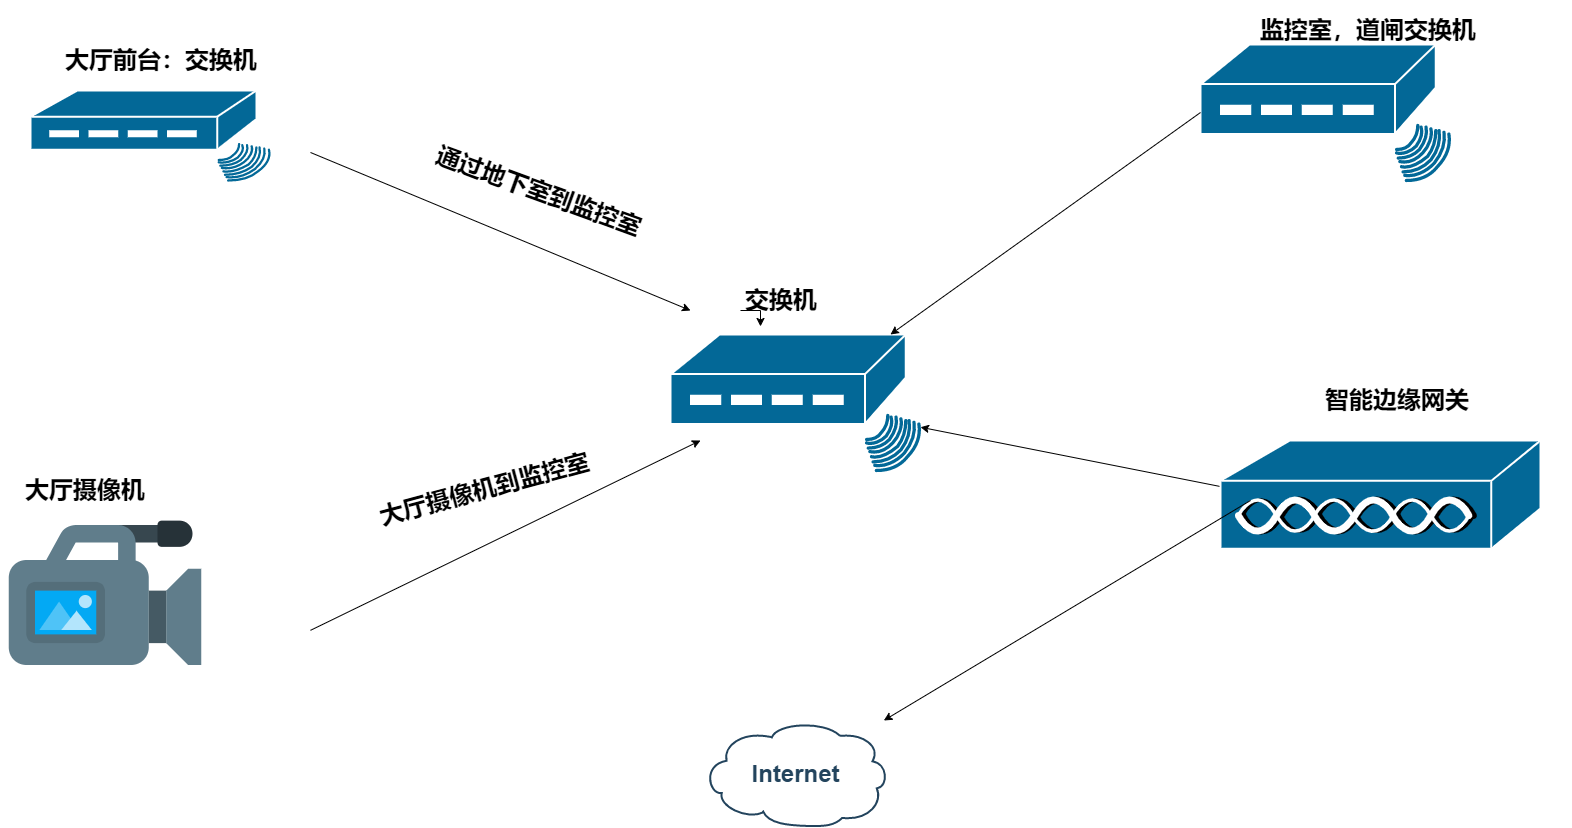 大厅前台：交换机
监控室，道闸交换机
通过地下室到监控室
交换机
智能边缘网关
大厅摄像机到监控室
大厅摄像机
Internet